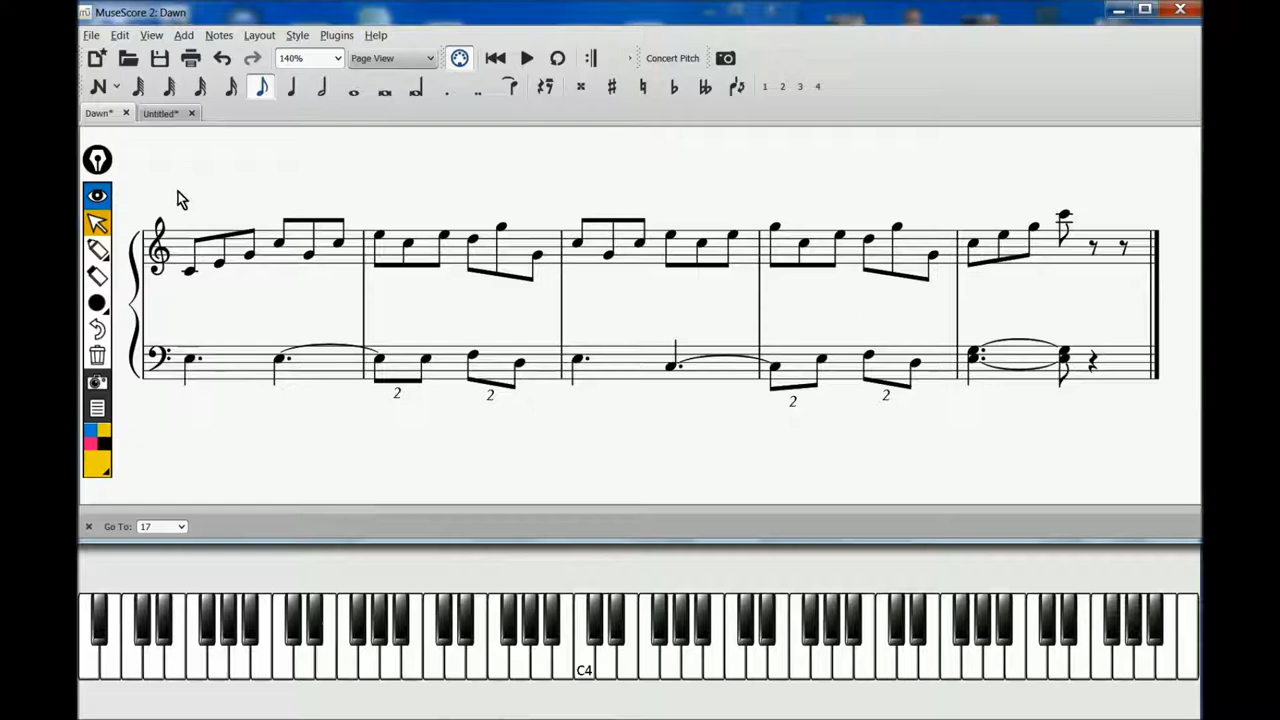 MuseScore 2: Dawn
File Edit View Add Notes Layout Style Plugins Help
140% Page View Concert Pitch
1 2 3 4
Dawn* Untitled*
2 2 2 2
Go To: 17
C4